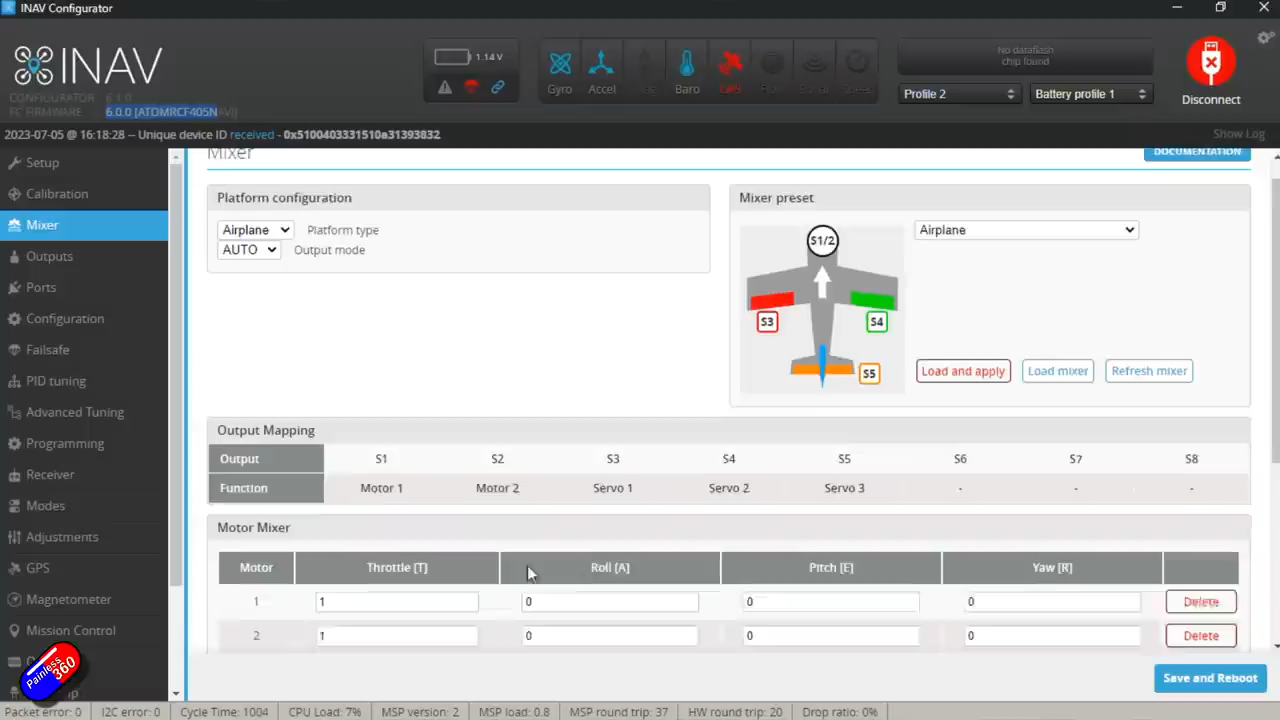 INAV Configurator
INAV
1.14 V
No dataflash
chip found
CONFIGURATOR 6.1.0
FC FIRMWARE 6.0.0 [ATOMRCF405NAVI]
Gyro Accel Baro GPS
Profile 2 Battery profile 1
Disconnect
2023-07-05 @ 16:18:28 -- Unique device ID received - 0x5100403331510a31393832
Show Log
Setup
Calibration
Mixer
Outputs
Ports
Configuration
Failsafe
PID tuning
Advanced Tuning
Programming
Receiver
Modes
Adjustments
GPS
Magnetometer
Mission Control
Painless
360
Mixer
DOCUMENTATION
Platform configuration
Airplane Platform type
AUTO Output mode
Mixer preset
S1/2
S3
S4
S5
Airplane
Load and apply Load mixer Refresh mixer
Output Mapping
Output S1 S2 S3 S4 S5 S6 S7 S8
Function Motor 1 Motor 2 Servo 1 Servo 2 Servo 3 - - -
Motor Mixer
Motor Throttle [T] Roll [A] Pitch [E] Yaw [R]
1 1 0 0 0 Delete
2 1 0 0 0 Delete
Save and Reboot
Packet error: 0 I2C error: 0 Cycle Time: 1004 CPU Load: 7% MSP version: 2 MSP load: 0.8 MSP round trip: 37 HW round trip: 20 Drop ratio: 0%